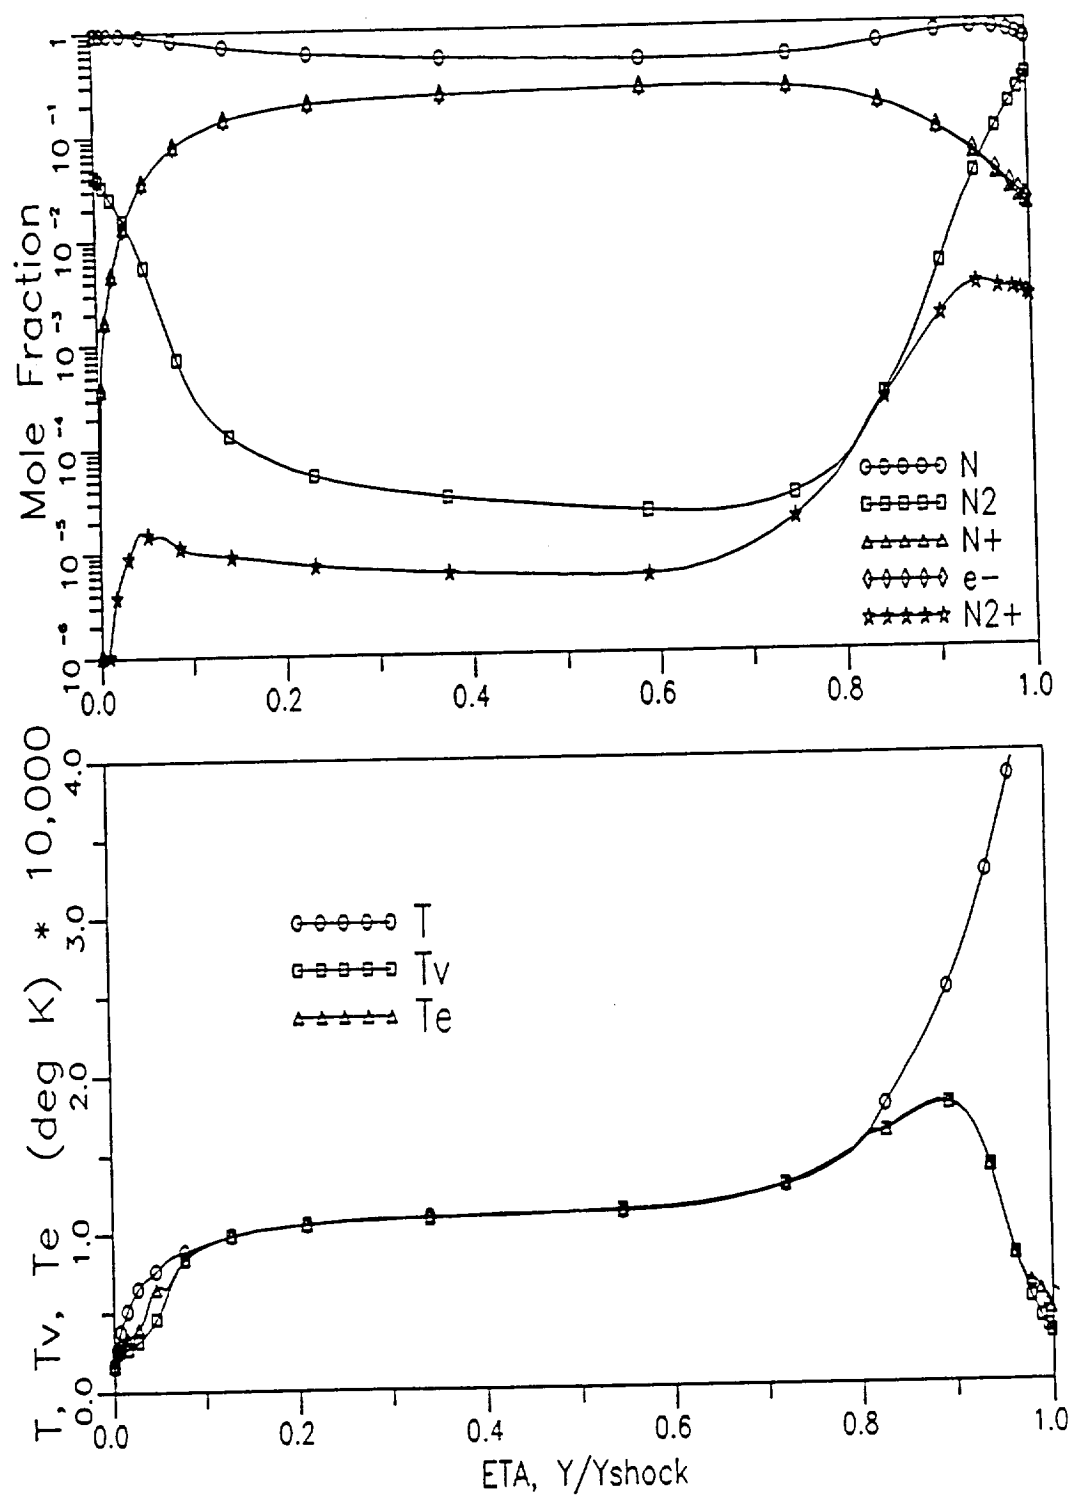 Mole Fraction
1
10 -1
10 -2
10 -3
10 -4
10 -5
10 -6
N
N2
N+
e-
N2+
0.0 0.2 0.4 0.6 0.8 1.0
T, Tv, Te (deg K) * 10,000
4.0
3.0
2.0
1.0
0.0
T
Tv
Te
0.0 0.2 0.4 0.6 0.8 1.0
ETA, Y/Yshock